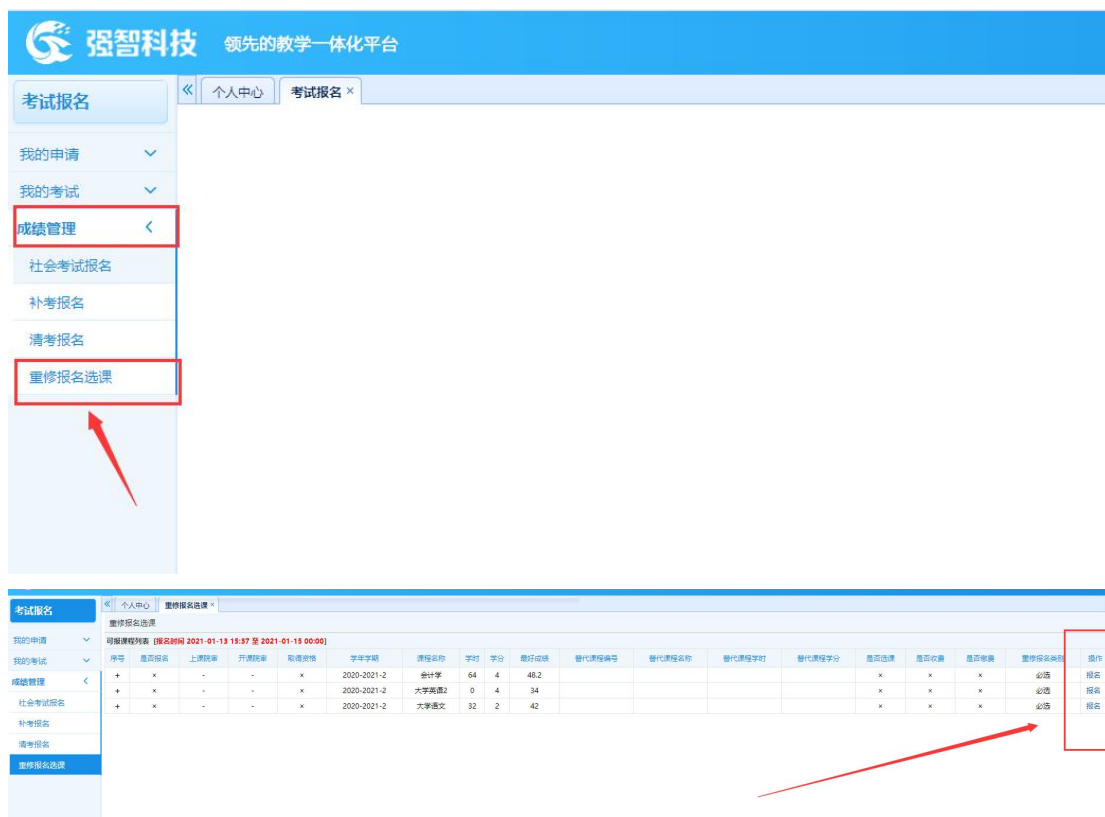 强智科技 领先的教学一体化平台
考试报名
« 个人中心 考试报名 ×
我的申请
我的考试
成绩管理
社会考试报名
补考报名
清考报名
重修报名选课
考试报名
« 个人中心 重修报名选课 ×
重修报名选课
可报课程列表 [报名时间 2021-01-13 15:37 至 2021-01-15 00:00]
序号 是否报名 上课院审 开课院审 取得资格 学年学期 课程名称 学时 学分 最好成绩 替代课程编号 替代课程名称 替代课程学时 替代课程学分 是否选课 是否收费 是否缴费 重修报名类别 操作
+ × - - × 2020-2021-2 会计学 64 4 48.2 × × × 必选 报名
+ × - - × 2020-2021-2 大学英语2 0 4 34 × × × 必选 报名
+ × - - × 2020-2021-2 大学语文 32 2 42 × × × 必选 报名
我的申请
我的考试
成绩管理
社会考试报名
补考报名
清考报名
重修报名选课